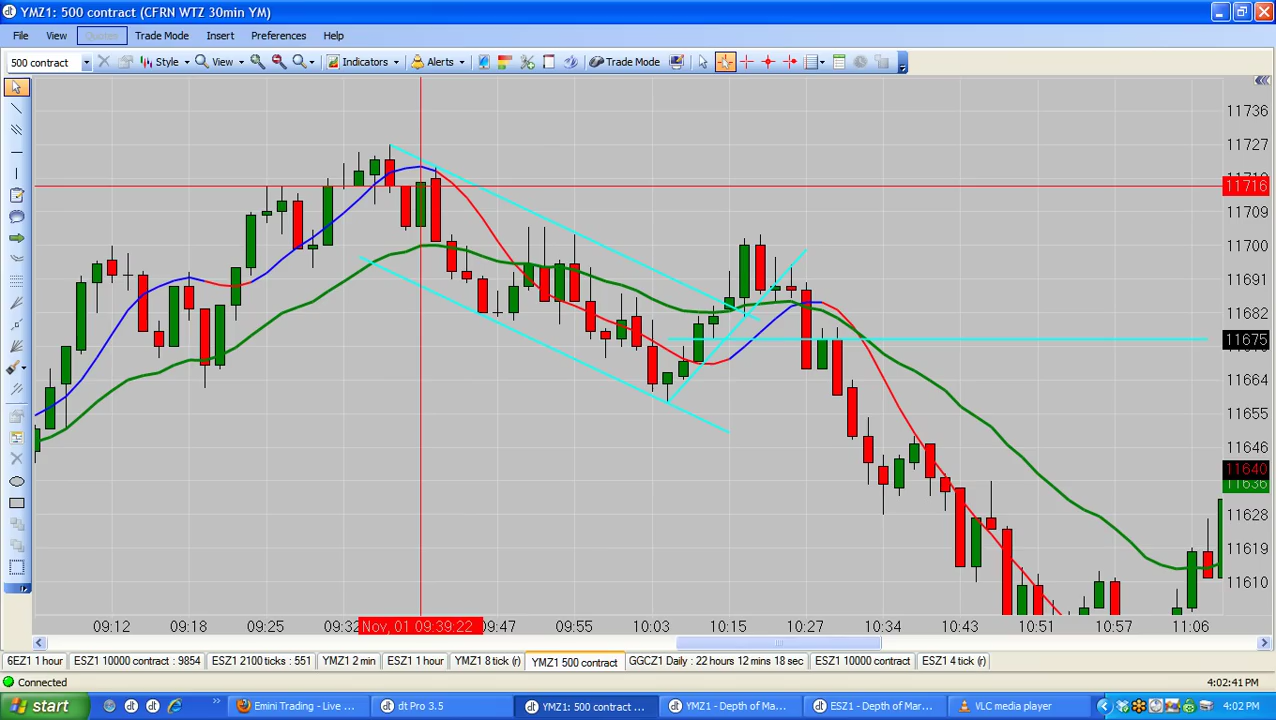 YMZ1: 500 contract (CFRN WTZ 30min YM)
File View Quotes Trade Mode Insert Preferences Help
500 contract Style View Indicators Alerts Trade Mode
11736
11727
11716
11709
11700
11691
11682
11675
11664
11655
11646
11640
11636
11628
11619
11610
09:12 09:18 09:25 09:32 Nov, 01 09:39:22 09:47 09:55 10:03 10:15 10:27 10:34 10:43 10:51 10:57 11:06
6EZ1 1 hour ESZ1 10000 contract : 9854 ESZ1 2100 ticks : 551 YMZ1 2 min ESZ1 1 hour YMZ1 8 tick (r) YMZ1 500 contract GGCZ1 Daily : 22 hours 12 mins 18 sec ESZ1 10000 contract ESZ1 4 tick (r)
Connected 4:02:41 PM
start Emini Trading - Live ... dt Pro 3.5 YMZ1: 500 contract ... YMZ1 - Depth of Ma... ESZ1 - Depth of Mar... VLC media player 4:02 PM